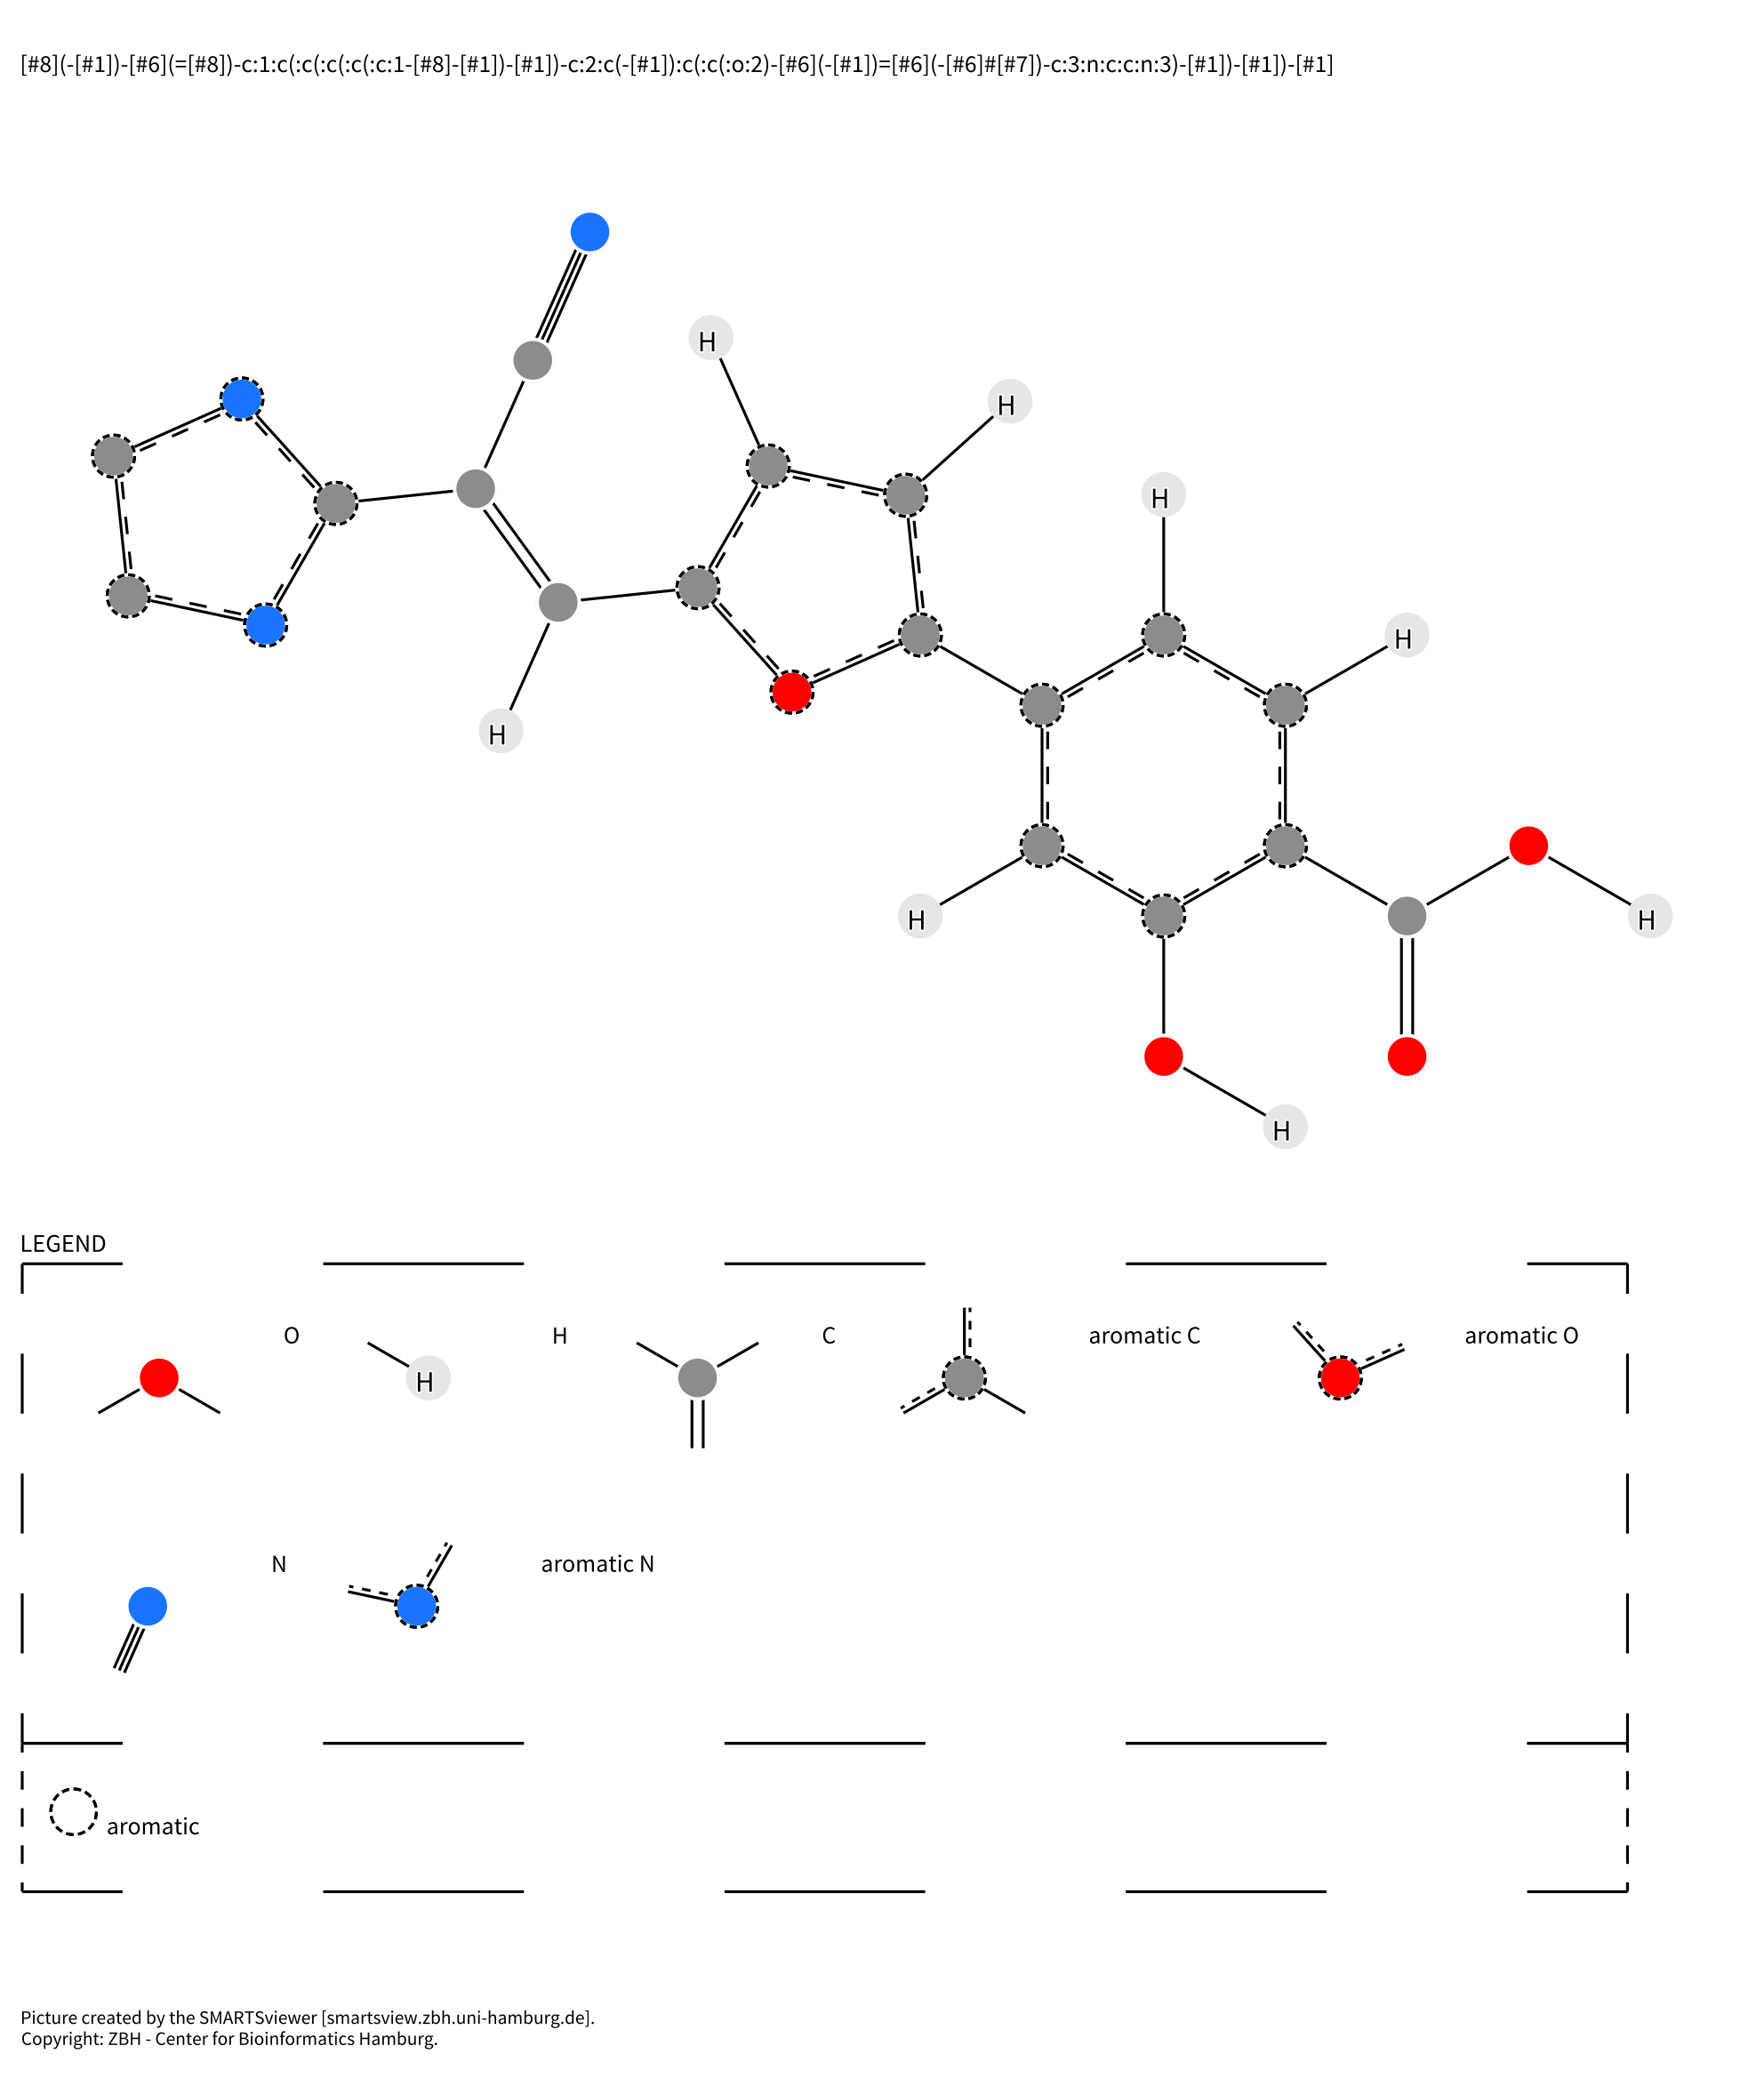 [#8](-[#1])-[#6](=[#8])-c:1:c(:c(:c(:c(:c:1-[#8]-[#1])-[#1])-c:2:c(-[#1]):c(:c(:o:2)-[#6](-[#1])=[#6](-[#6]#[#7])-c:3:n:c:c:n:3)-[#1])-[#1])-[#1]
H
H
H
H
H
H
H
H
LEGEND
O
H
H
C
aromatic C
aromatic O
N
aromatic N
aromatic
Picture created by the SMARTSviewer [smartsview.zbh.uni-hamburg.de].
Copyright: ZBH - Center for Bioinformatics Hamburg.